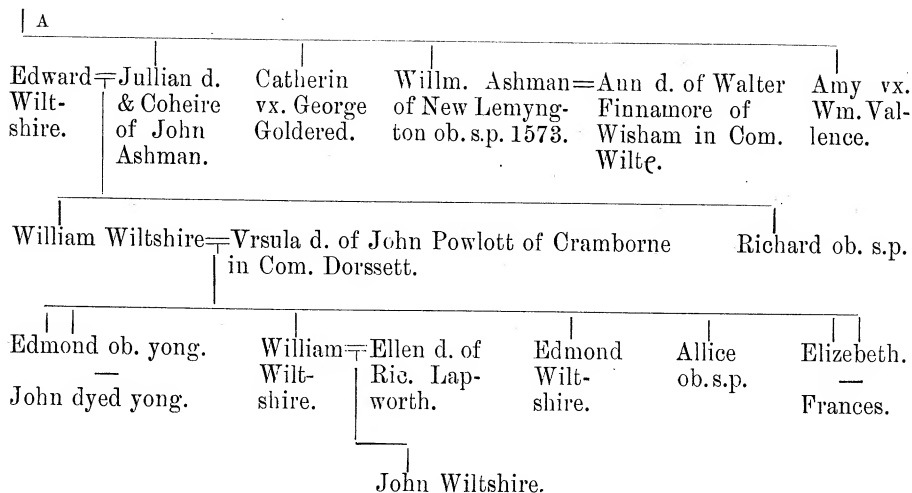 A
Edward
Wilt-
shire.
Jullian d.
& Coheire
of John
Ashman.
Catherin
vx. George
Goldered.
Willm. Ashman=Ann d. of Walter
of New Lemyng-
ton ob. s.p. 1573.
Finnamore of
Wisham in Com.
Wiltę.
Amy vx.
Wm. Val-
lence.
William Wiltshire=Vrsula d. of John Powlott of Cramborne
in Com. Dorssett.
Richard ob. s.p.
Edmond ob. yong.
—
John dyed yong.
William
Wilt-
shire.
Ellen d. of
Ric. Lap-
worth.
Edmond
Wilt-
shire.
Allice
ob. s.p.
Elizebeth.
—
Frances.
John Wiltshire.